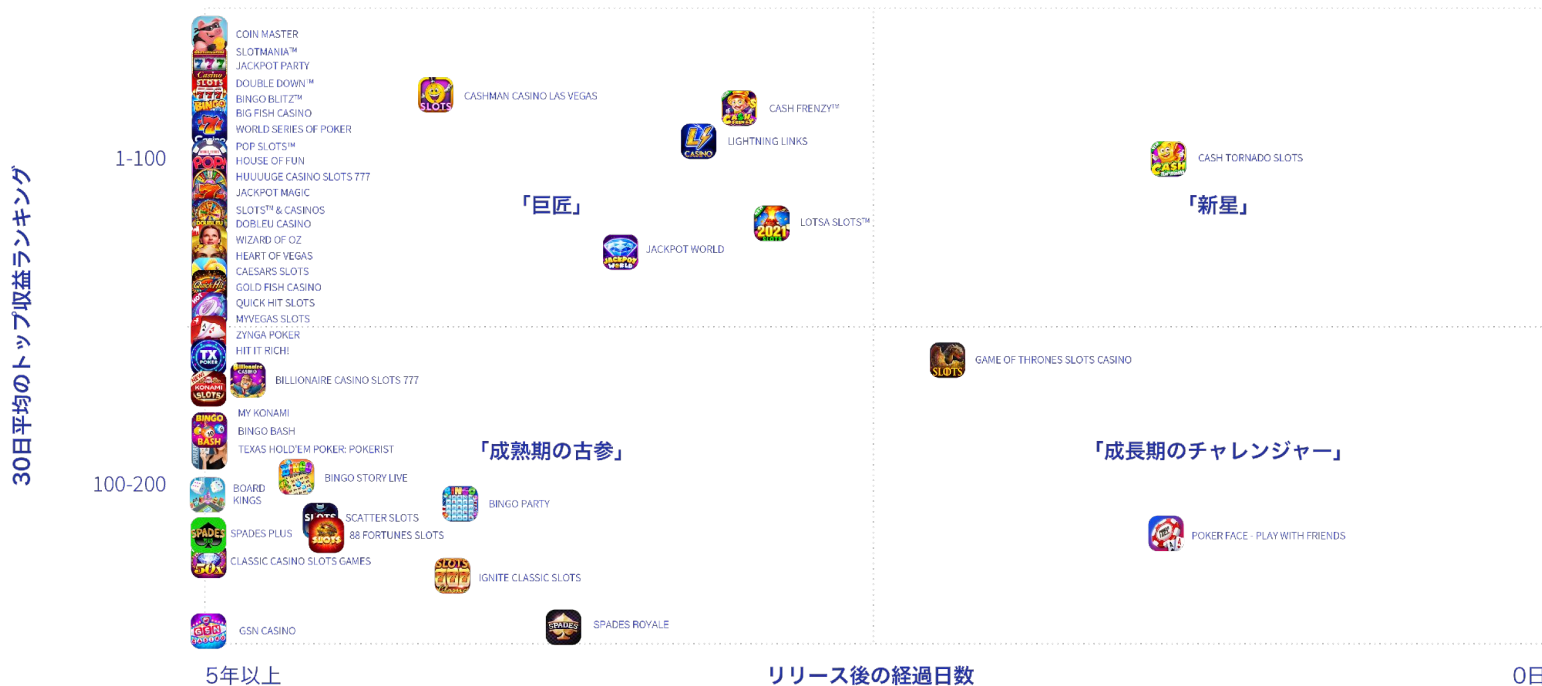 30日平均のトップ収益ランキング
1-100
100-200
COIN MASTER
SLOTMANIA™
JACKPOT PARTY
DOUBLE DOWN™
BINGO BLITZ™
BIG FISH CASINO
WORLD SERIES OF POKER
POP SLOTS™
HOUSE OF FUN
HUUUUGE CASINO SLOTS 777
JACKPOT MAGIC
SLOTS™ & CASINOS
DOBLEU CASINO
WIZARD OF OZ
HEART OF VEGAS
CAESARS SLOTS
GOLD FISH CASINO
QUICK HIT SLOTS
MYVEGAS SLOTS
ZYNGA POKER
HIT IT RICH!
CASHMAN CASINO LAS VEGAS
CASH FRENZY™
LIGHTNING LINKS
LOTSA SLOTS™
JACKPOT WORLD
「巨匠」
CASH TORNADO SLOTS
「新星」
BILLIONAIRE CASINO SLOTS 777
MY KONAMI
BINGO BASH
TEXAS HOLD'EM POKER: POKERIST
BINGO STORY LIVE
BOARD
KINGS
SCATTER SLOTS
SPADES PLUS
88 FORTUNES SLOTS
CLASSIC CASINO SLOTS GAMES
GSN CASINO
「成熟期の古参」
BINGO PARTY
IGNITE CLASSIC SLOTS
SPADES ROYALE
GAME OF THRONES SLOTS CASINO
「成長期のチャレンジャー」
POKER FACE - PLAY WITH FRIENDS
5年以上
リリース後の経過日数
0日